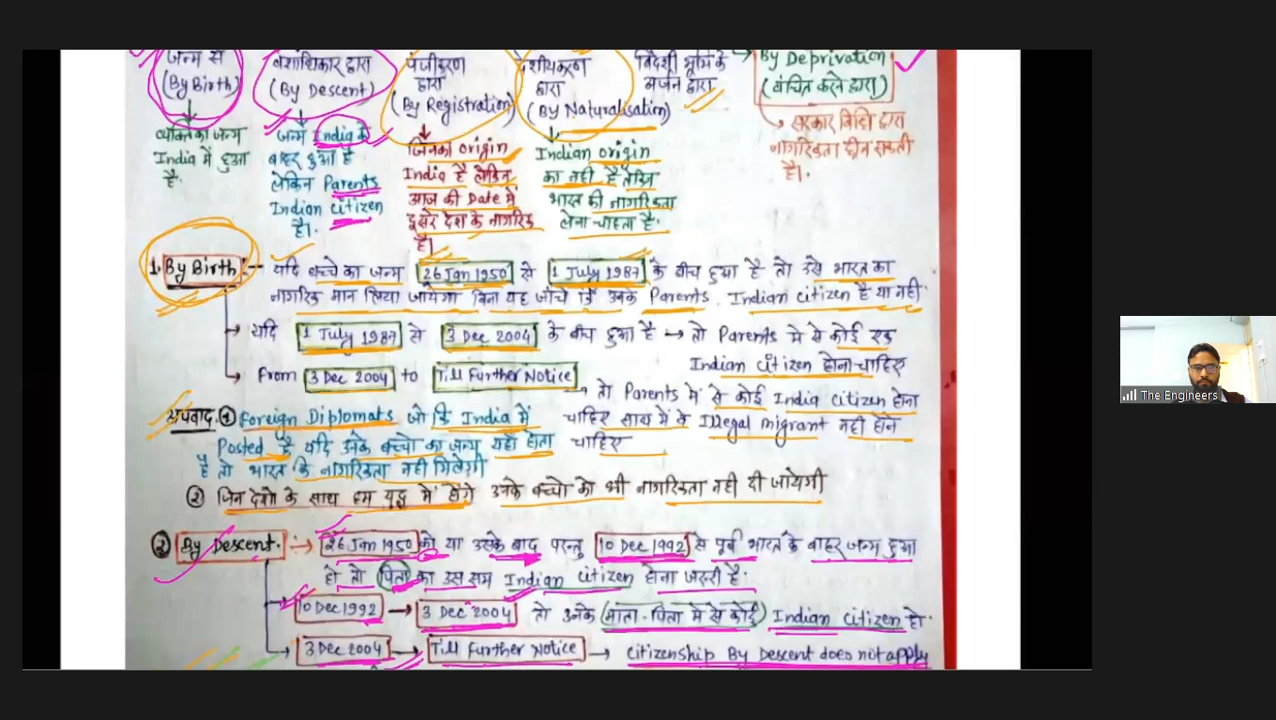 जन्म से
(By Birth)
वंशाधिकार द्वारा
(By Descent)
पंजीकरण
द्वारा
(By Registration)
देशीयकरण
द्वारा
(By Naturalisation)
विदेशी भूमि के
अर्जन द्वारा
By Deprivation
(वंचित करने द्वारा)
व्यक्ति का जन्म
India में हुआ
है.
जन्म India के
बाहर हुआ है
लेकिन Parents
Indian citizen
है।
जिनका origin
India है लेकिन
आज की Date में
दूसरे देश के नागरिक
है।
Indian origin
का नही है लेकिन
भारत की नागरिकता
लेना चाहता है.
सरकार विधि द्वारा
नागरिकता छीन सकती
है।
1. By Birth → यदि बच्चे का जन्म 26 Jan 1950 से 1 July 1987 के बीच हुआ है तो उसे भारत का
नागरिक मान लिया जायेगा बिना यह जाँचे कि उनके Parents. Indian citizen है या नही
→ यदि 1 July 1987 से 3 Dec 2004 के बीच हुआ है → तो Parents मे से कोई एक
Indian citizen होना चाहिए
→ From 3 Dec 2004 to Till Further Notice → तो Parents में से कोई India citizen होना
चाहिए साथ में वे Illegal migrant नही होने
चाहिए
अपवाद. ① Foreign Diplomats जो कि India में
Posted है यदि उनके बच्चो का जन्म यहाँ होता
है तो भारत कि नागरिकता नही मिलेगी
② जिन देशो के साथ हम युद्ध में होंगे उनके बच्चो को भी नागरिकता नही दी जायेगी
② By Descent. → 26 Jan 1950 को या उसके बाद परन्तु 10 Dec 1992 से पूर्व भारत के बाहर जन्म हुआ
हो तो पिता का उस समय Indian citizen होना जरुरी है.
→ 10 Dec 1992 → 3 Dec 2004 तो उनके (माता-पिता मे से कोई) Indian citizen हो.
→ 3 Dec 2004 → Till Further Notice → Citizenship By Descent does not apply
The Engineers